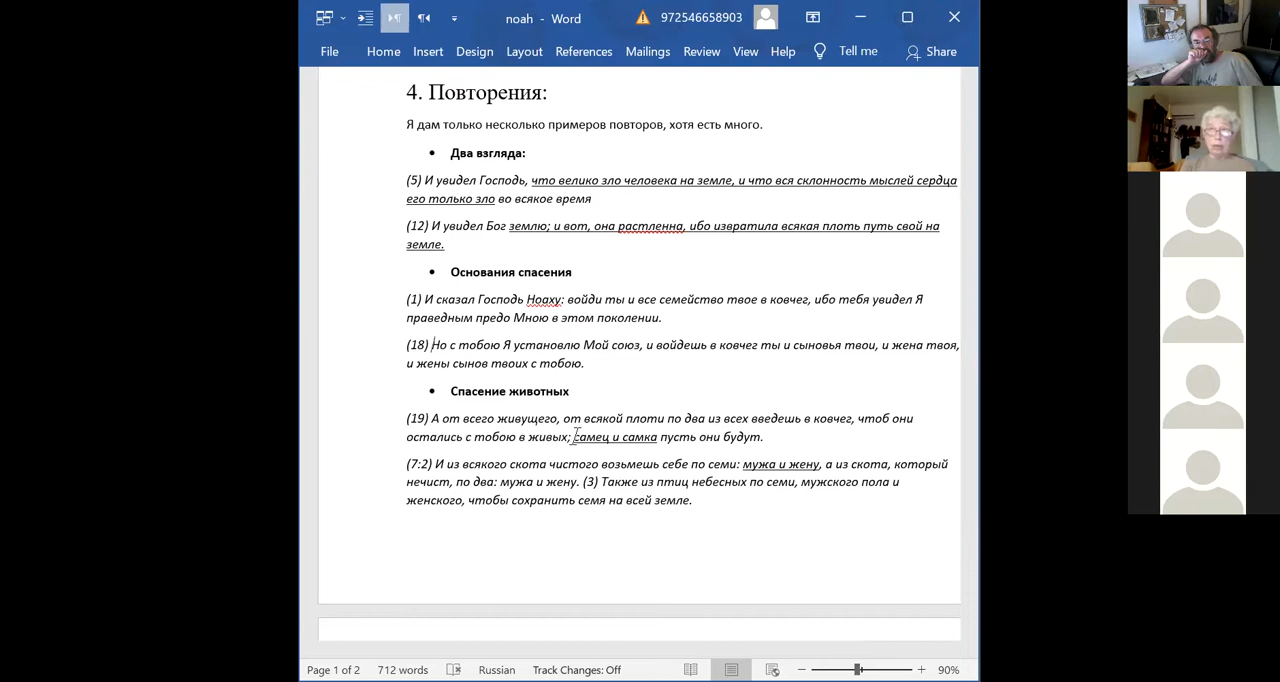 noah - Word
972546658903
File Home Insert Design Layout References Mailings Review View Help Tell me Share
4. Повторения:
Я дам только несколько примеров повторов, хотя есть много.
• Два взгляда:
(5) И увидел Господь, что велико зло человека на земле, и что вся склонность мыслей сердца
его только зло во всякое время
(12) И увидел Бог землю; и вот, она растленна, ибо извратила всякая плоть путь свой на
земле.
• Основания спасения
(1) И сказал Господь Ноаху: войди ты и все семейство твое в ковчег, ибо тебя увидел Я
праведным предо Мною в этом поколении.
(18) Но с тобою Я установлю Мой союз, и войдешь в ковчег ты и сыновья твои, и жена твоя,
и жены сынов твоих с тобою.
• Спасение животных
(19) А от всего живущего, от всякой плоти по два из всех введешь в ковчег, чтоб они
остались с тобою в живых; самец и самка пусть они будут.
(7:2) И из всякого скота чистого возьмешь себе по семи: мужа и жену, а из скота, который
нечист, по два: мужа и жену. (3) Также из птиц небесных по семи, мужского пола и
женского, чтобы сохранить семя на всей земле.
Page 1 of 2 712 words Russian Track Changes: Off 90%